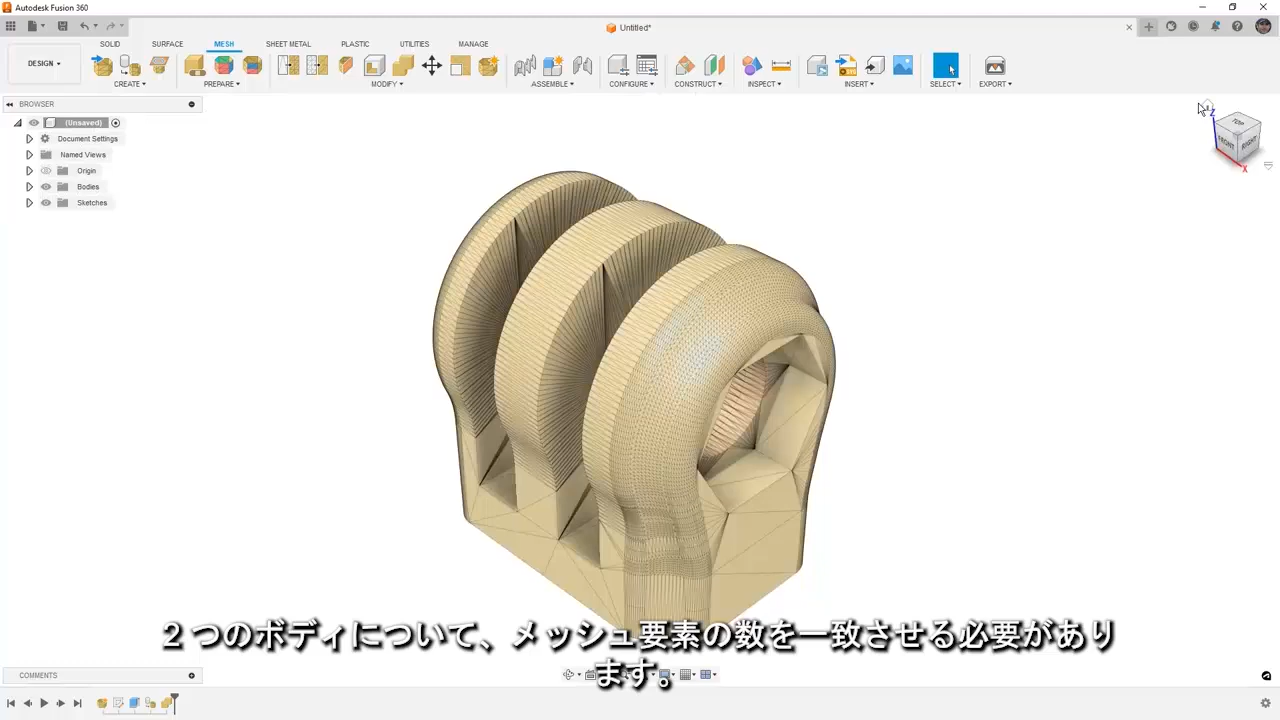 Autodesk Fusion 360
Untitled*
DESIGN
SOLID SURFACE MESH SHEET METAL PLASTIC UTILITIES MANAGE
CREATE PREPARE MODIFY ASSEMBLE CONFIGURE CONSTRUCT INSPECT INSERT SELECT EXPORT
BROWSER
(Unsaved)
Document Settings
Named Views
Origin
Bodies
Sketches
Z
TOP
FRONT RIGHT
X
2つのボディについて、メッシュ要素の数を一致させる必要があり
ます。
COMMENTS